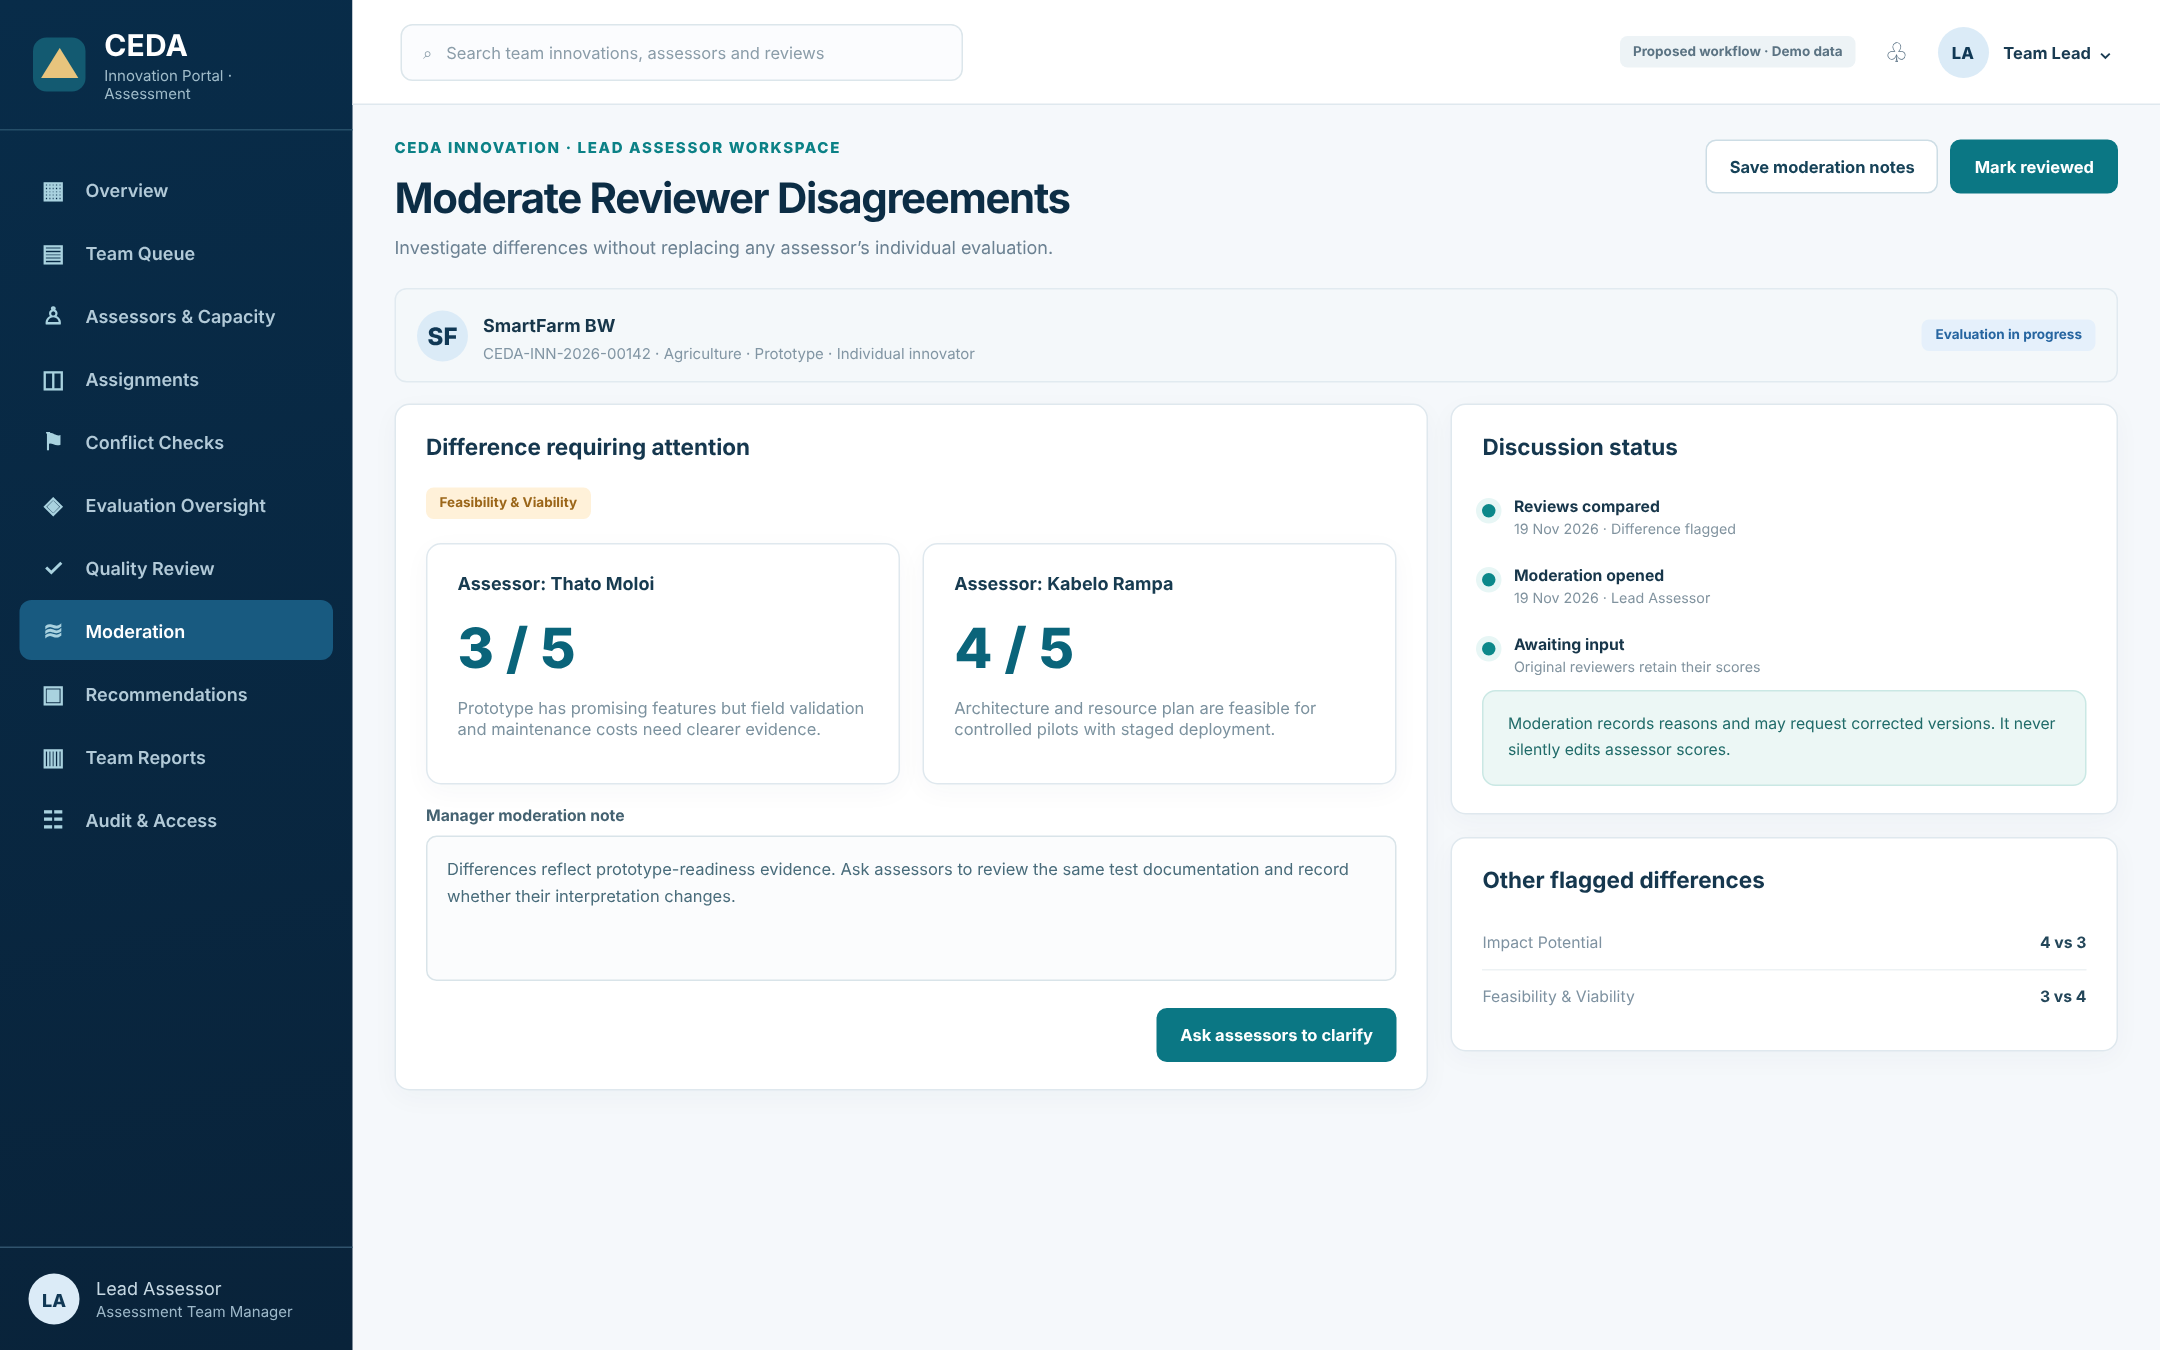 CEDA
Innovation Portal ·
Assessment
Overview
Team Queue
Assessors & Capacity
Assignments
Conflict Checks
Evaluation Oversight
Quality Review
Moderation
Recommendations
Team Reports
Audit & Access
LA
Lead Assessor
Assessment Team Manager
Search team innovations, assessors and reviews
Proposed workflow · Demo data
LA
Team Lead
CEDA INNOVATION · LEAD ASSESSOR WORKSPACE
Moderate Reviewer Disagreements
Investigate differences without replacing any assessor’s individual evaluation.
Save moderation notes
Mark reviewed
SF
SmartFarm BW
CEDA-INN-2026-00142 · Agriculture · Prototype · Individual innovator
Evaluation in progress
Difference requiring attention
Feasibility & Viability
Assessor: Thato Moloi
3 / 5
Prototype has promising features but field validation
and maintenance costs need clearer evidence.
Assessor: Kabelo Rampa
4 / 5
Architecture and resource plan are feasible for
controlled pilots with staged deployment.
Manager moderation note
Differences reflect prototype-readiness evidence. Ask assessors to review the same test documentation and record
whether their interpretation changes.
Ask assessors to clarify
Discussion status
Reviews compared
19 Nov 2026 · Difference flagged
Moderation opened
19 Nov 2026 · Lead Assessor
Awaiting input
Original reviewers retain their scores
Moderation records reasons and may request corrected versions. It never
silently edits assessor scores.
Other flagged differences
Impact Potential
4 vs 3
Feasibility & Viability
3 vs 4